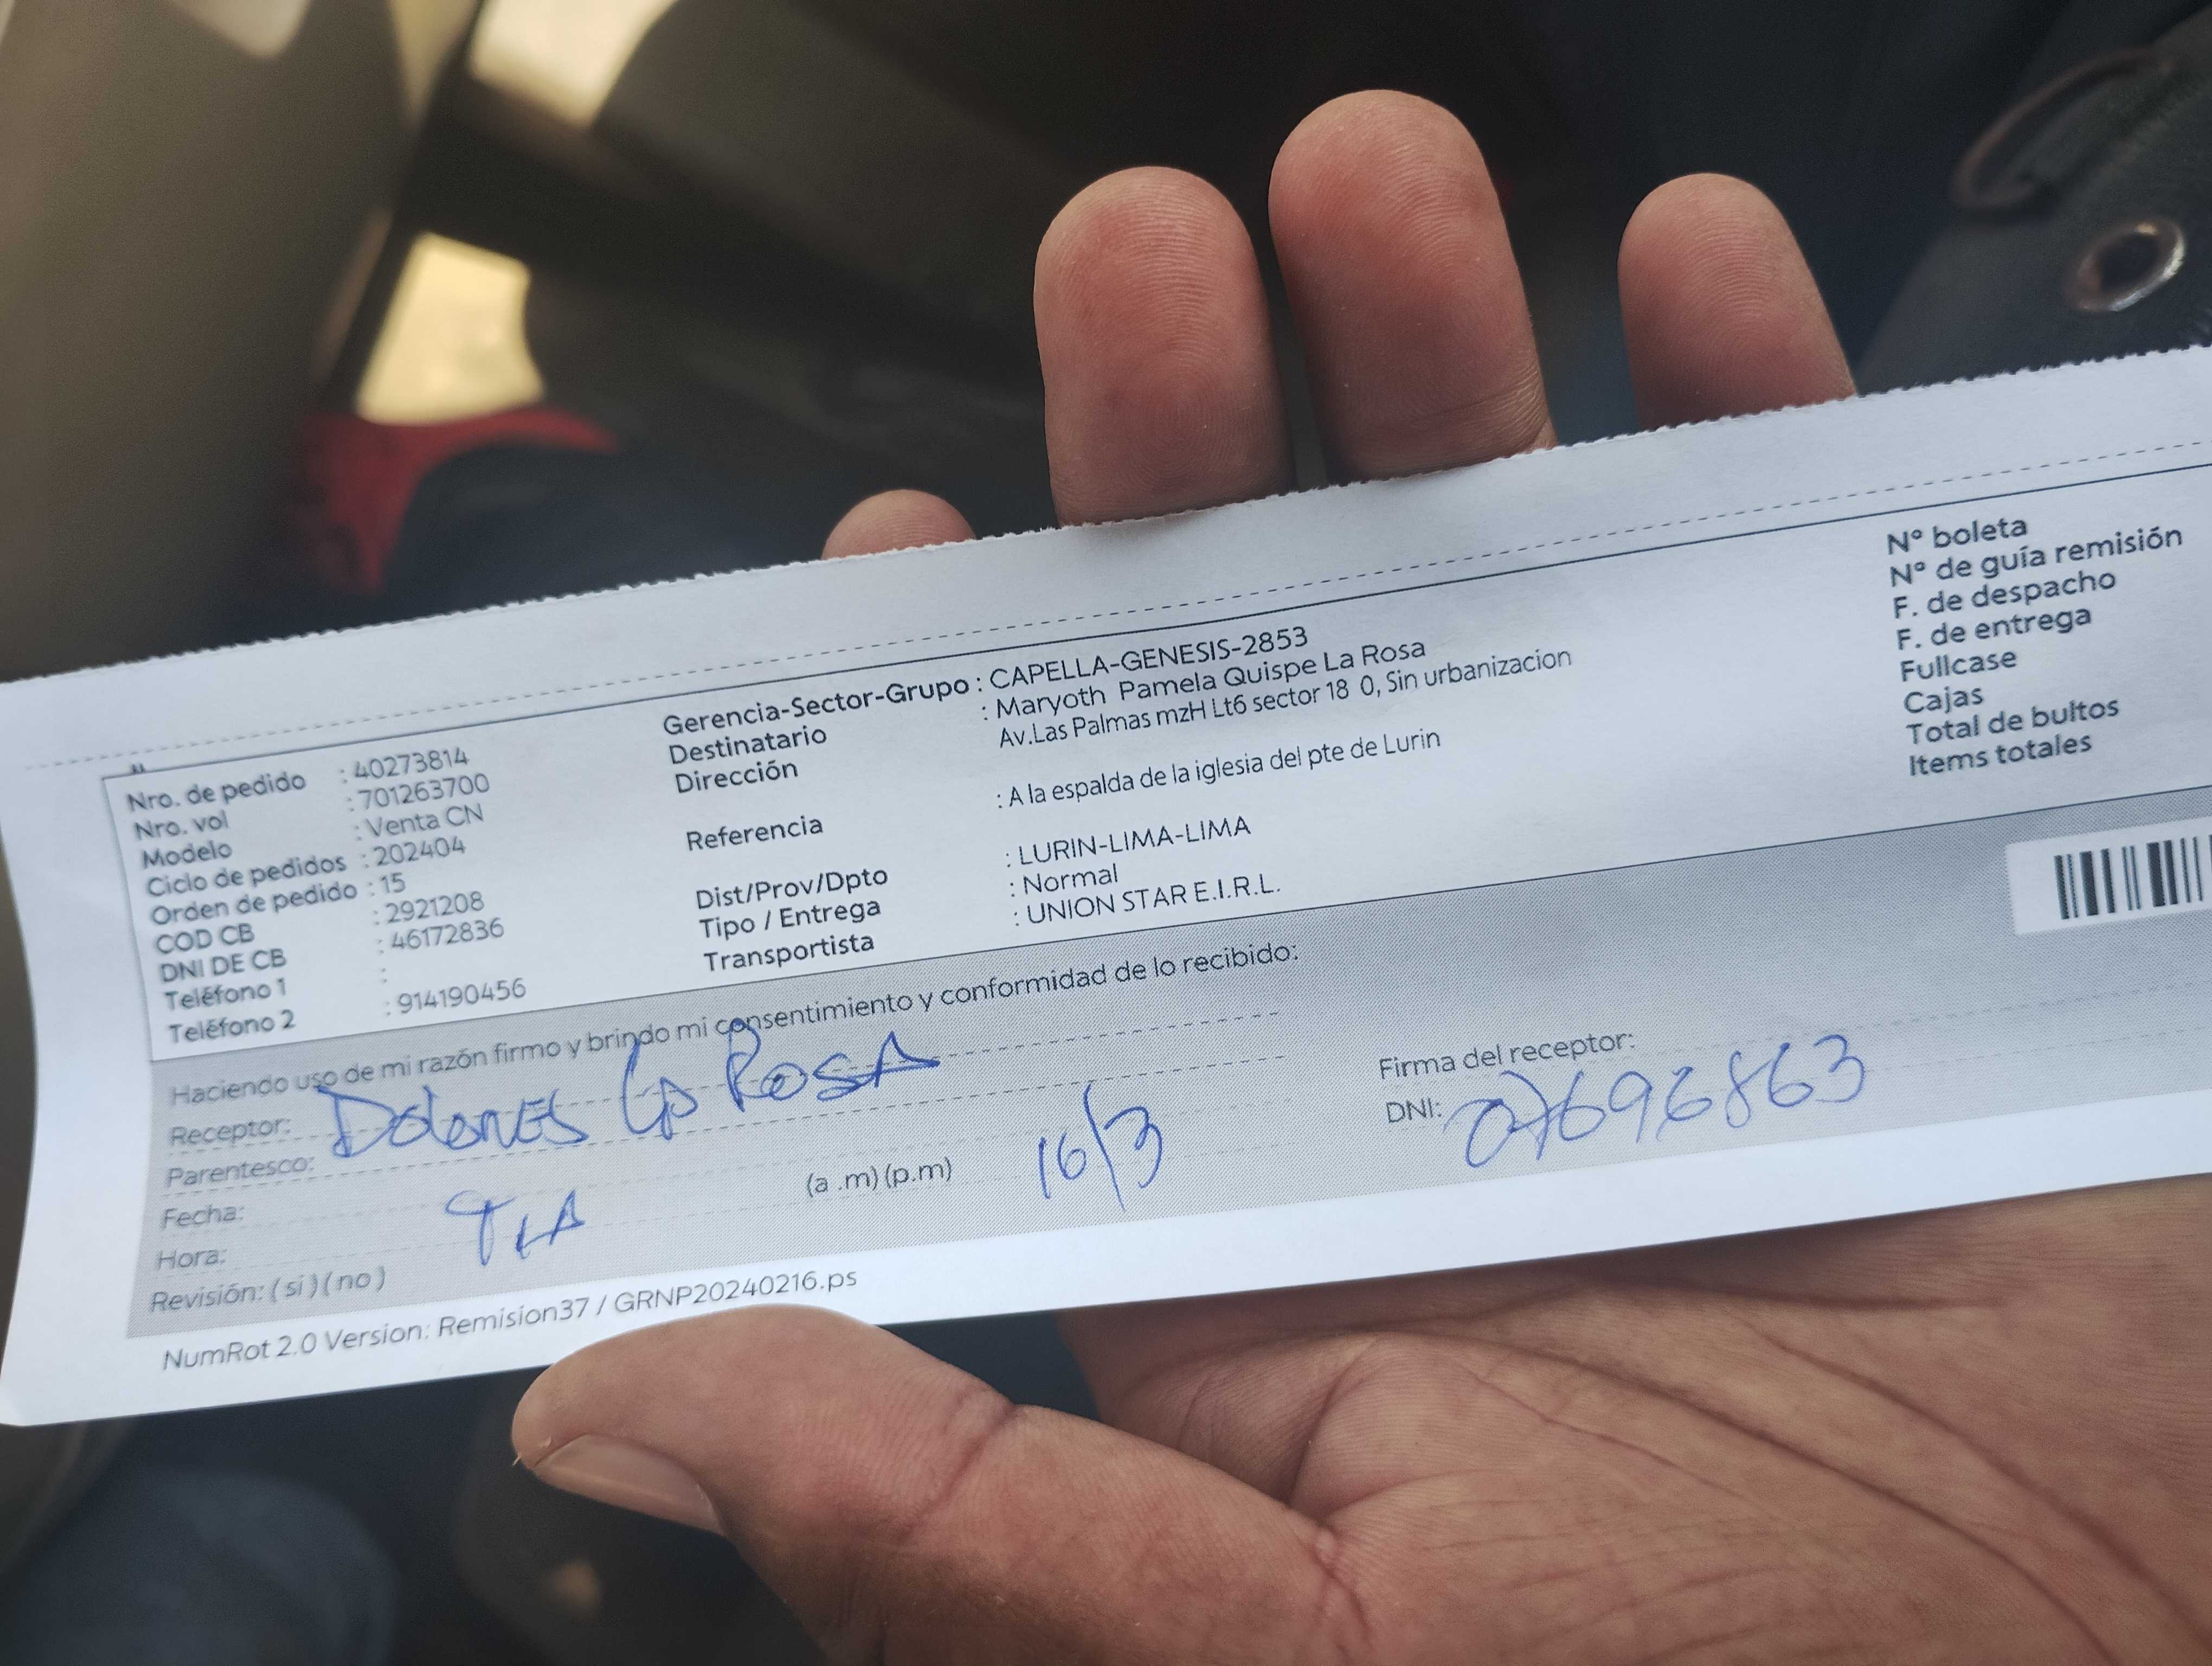 Nro. de pedido : 40273814
Nro. vol : 701263700
Modelo : Venta CN
Ciclo de pedidos : 202404
Orden de pedido : 15
COD CB : 2921208
DNI DE CB : 46172836
Teléfono 1 :
Teléfono 2 : 914190456
Gerencia-Sector-Grupo : CAPELLA-GENESIS-2853
Destinatario : Maryoth Pamela Quispe La Rosa
Dirección Av.Las Palmas mzH Lt6 sector 18 0, Sin urbanizacion
Referencia : A la espalda de la iglesia del pte de Lurin
Dist/Prov/Dpto : LURIN-LIMA-LIMA
Tipo / Entrega : Normal
Transportista : UNION STAR E.I.R.L.
N° boleta
N° de guía remisión
F. de despacho
F. de entrega
Fullcase
Cajas
Total de bultos
Items totales
Haciendo uso de mi razón firmo y brindo mi consentimiento y conformidad de lo recibido:
Receptor: DOLORES La ROSA
Parentesco:
Fecha:
Hora: TIA (a .m) (p.m) 16/3
Revisión: ( si ) ( no )
Firma del receptor:
DNI:
NumRot 2.0 Version: Remision37 / GRNP20240216.ps